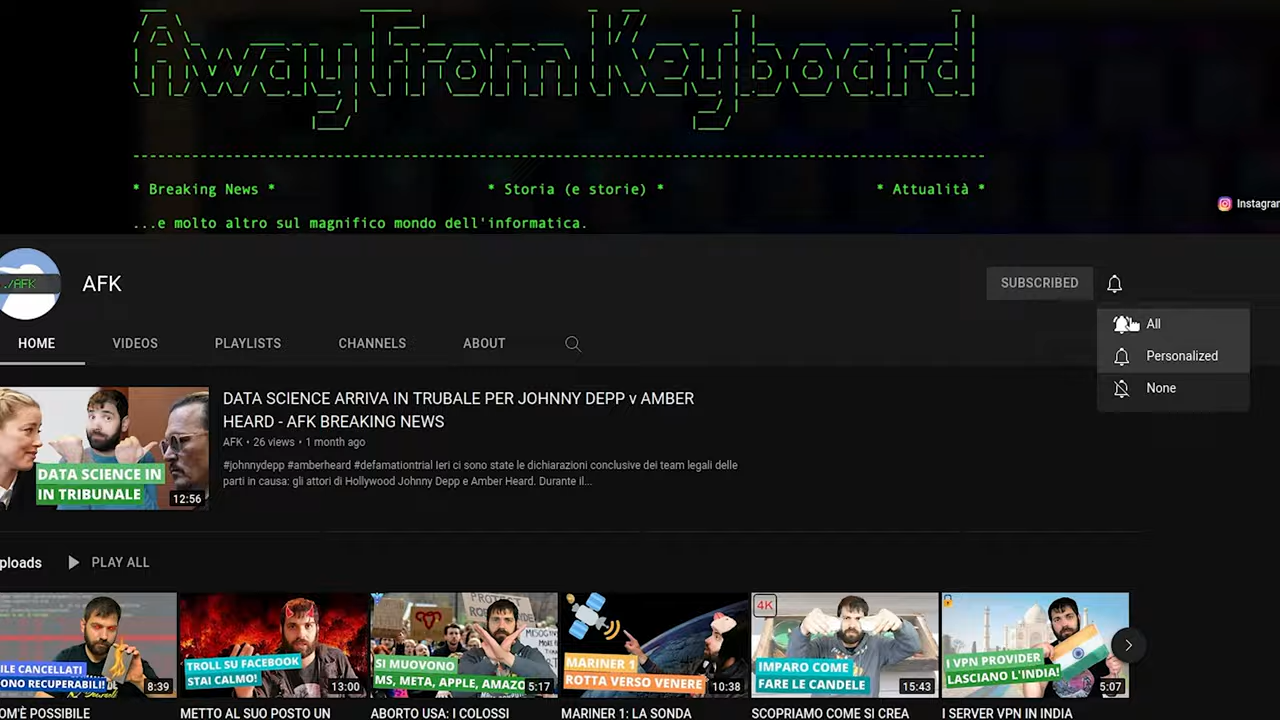 AwayFromKeyboard
* Breaking News * * Storia (e storie) * * Attualità *
...e molto altro sul magnifico mondo dell'informatica.
Instagram
./AFK
AFK
SUBSCRIBED
All
Personalized
None
HOME VIDEOS PLAYLISTS CHANNELS ABOUT
DATA SCIENCE IN
IN TRIBUNALE
12:56
DATA SCIENCE ARRIVA IN TRUBALE PER JOHNNY DEPP v AMBER
HEARD - AFK BREAKING NEWS
AFK • 26 views • 1 month ago
#johnnydepp #amberheard #defamationtrial Ieri ci sono state le dichiarazioni conclusive dei team legali delle
parti in causa: gli attori di Hollywood Johnny Depp e Amber Heard. Durante il...
ploads PLAY ALL
ILE CANCELLATI
ONO RECUPERABILI!
8:39
TROLL SU FACEBOOK
STAI CALMO!
13:00
SI MUOVONO
MS, META, APPLE, AMAZO
5:17
MARINER 1
ROTTA VERSO VENERE
10:38
4K
IMPARO COME
FARE LE CANDELE
15:43
I VPN PROVIDER
LASCIANO L'INDIA!
5:07
OM'È POSSIBILE
METTO AL SUO POSTO UN
ABORTO USA: I COLOSSI
MARINER 1: LA SONDA
SCOPRIAMO COME SI CREA
I SERVER VPN IN INDIA